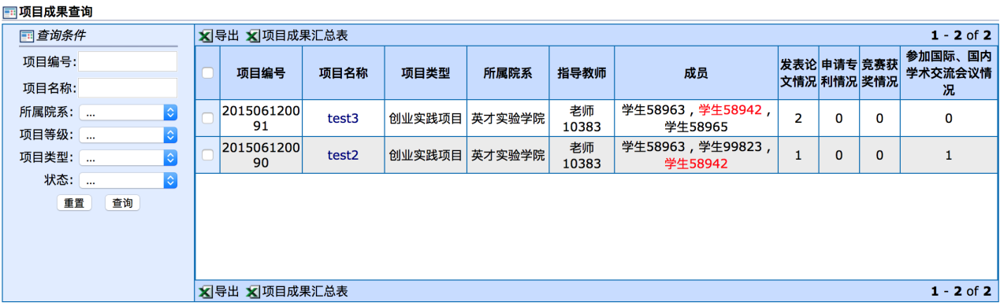 项目成果查询
查询条件
项目编号:
项目名称:
所属院系: ...
项目等级: ...
项目类型: ...
状态: ...
重置 查询
导出 项目成果汇总表 1 - 2 of 2
项目编号 项目名称 项目类型 所属院系 指导教师 成员 发表论文情况 申请专利情况 竞赛获奖情况 参加国际、国内学术交流会议情况
201506120091 test3 创业实践项目 英才实验学院 老师10383 学生58963，学生58942，学生58965 2 0 0 0
201506120090 test2 创业实践项目 英才实验学院 老师10383 学生58963，学生99823，学生58942 1 0 0 1
导出 项目成果汇总表 1 - 2 of 2